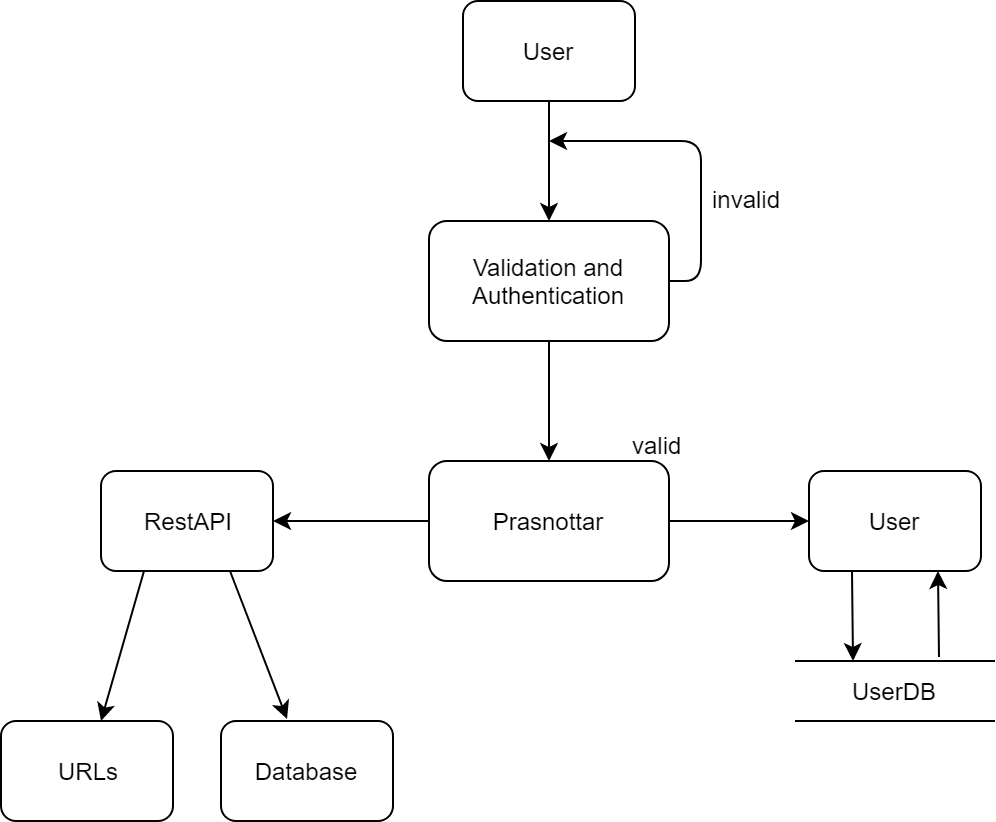 User
invalid
Validation and
Authentication
valid
RestAPI
Prasnottar
User
UserDB
URLs
Database